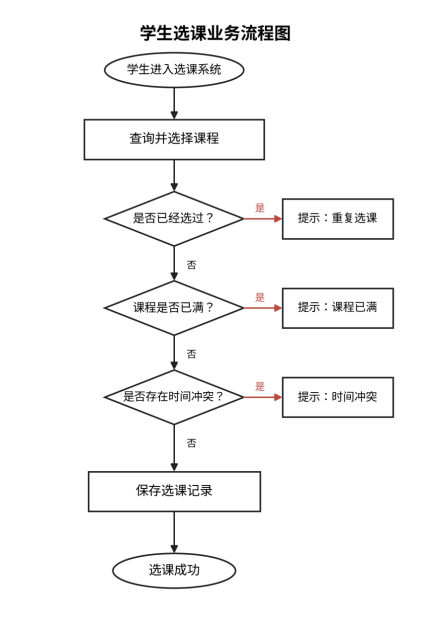 学生选课业务流程图
学生进入选课系统
查询并选择课程
是否已经选过？
是
提示：重复选课
否
课程是否已满？
是
提示：课程已满
否
是否存在时间冲突？
是
提示：时间冲突
否
保存选课记录
选课成功